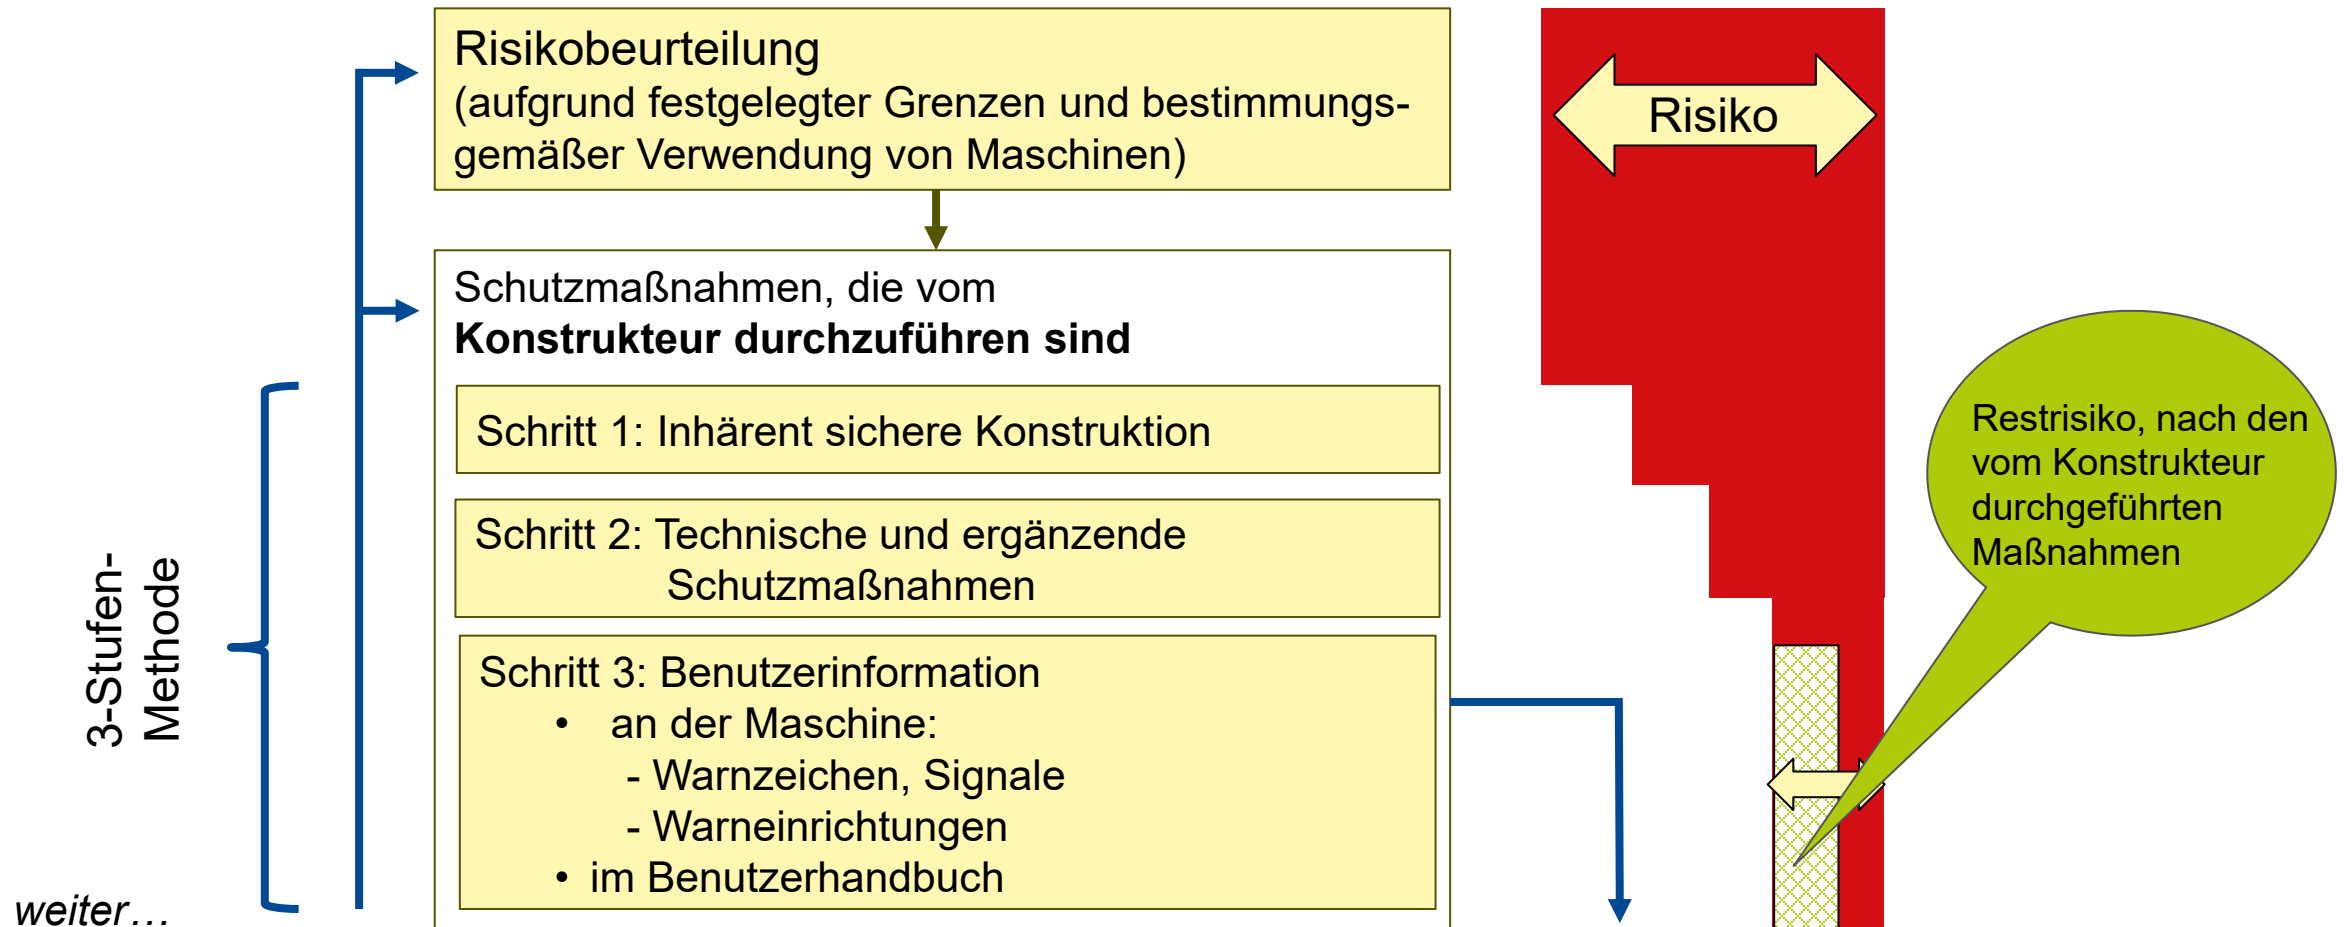 Risikobeurteilung
(aufgrund festgelegter Grenzen und bestimmungs-
gemäßer Verwendung von Maschinen)
Risiko
Schutzmaßnahmen, die vom
Konstrukteur durchzuführen sind
Schritt 1: Inhärent sichere Konstruktion
Schritt 2: Technische und ergänzende
Schutzmaßnahmen
Schritt 3: Benutzerinformation
• an der Maschine:
- Warnzeichen, Signale
- Warneinrichtungen
• im Benutzerhandbuch
3-Stufen-
Methode
Restrisiko, nach den
vom Konstrukteur
durchgeführten
Maßnahmen
weiter…